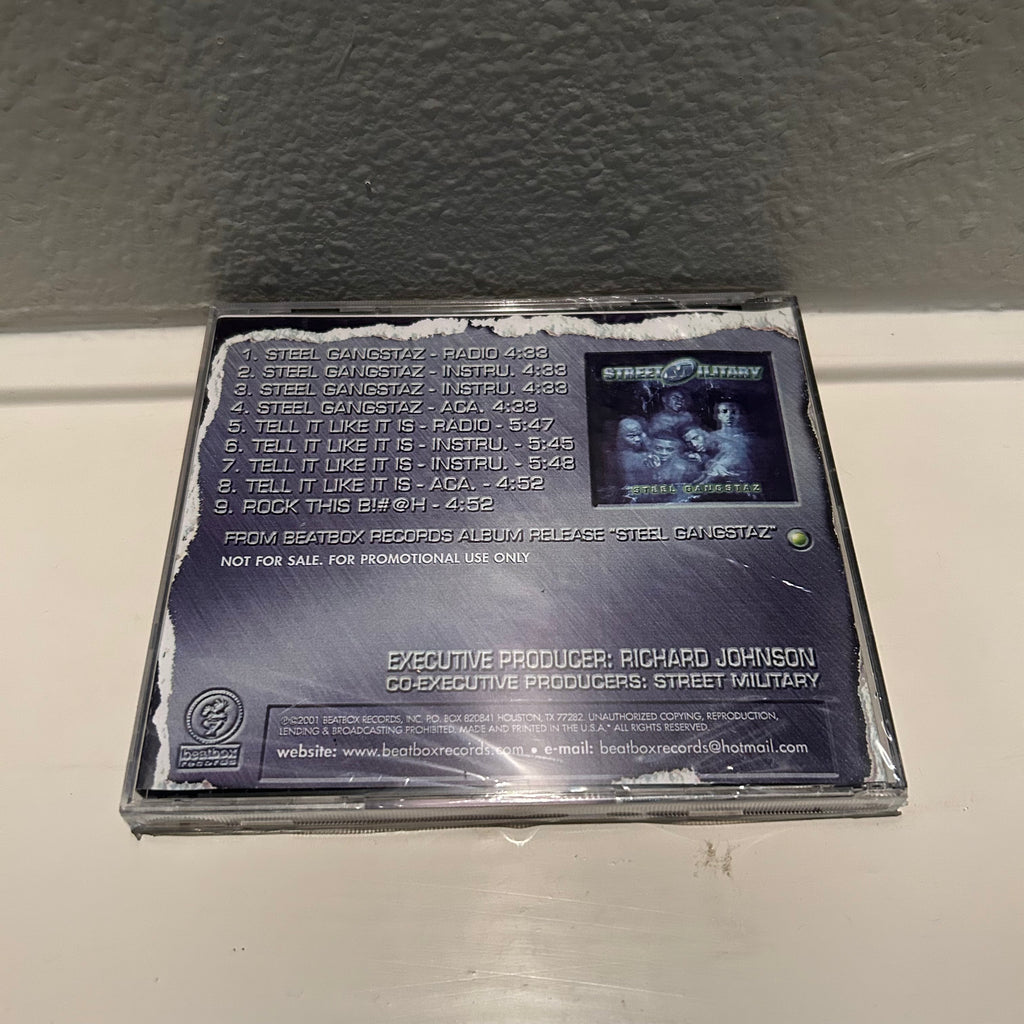 1. STEEL GANGSTAZ - RADIO 4:33
2. STEEL GANGSTAZ - INSTRU. 4:33
3. STEEL GANGSTAZ - INSTRU. 4:33
4. STEEL GANGSTAZ - ACA. 4:33
5. TELL IT LIKE IT IS - RADIO - 5:47
6. TELL IT LIKE IT IS - INSTRU. - 5:45
7. TELL IT LIKE IT IS - INSTRU. - 5:48
8. TELL IT LIKE IT IS - ACA. - 4:52
9. ROCK THIS B!#@H - 4:52
STREET MILITARY
STEEL GANGSTAZ
FROM BEATBOX RECORDS ALBUM RELEASE "STEEL GANGSTAZ"
NOT FOR SALE. FOR PROMOTIONAL USE ONLY
EXECUTIVE PRODUCER: RICHARD JOHNSON
CO-EXECUTIVE PRODUCERS: STREET MILITARY
beatbox
RECORDS
℗©2001 BEATBOX RECORDS, INC. P.O. BOX 820841 HOUSTON, TX 77282. UNAUTHORIZED COPYING, REPRODUCTION,
LENDING & BROADCASTING PROHIBITED. MADE AND PRINTED IN THE U.S.A.* ALL RIGHTS RESERVED.
website: www.beatboxrecords.com • e-mail: beatboxrecords@hotmail.com